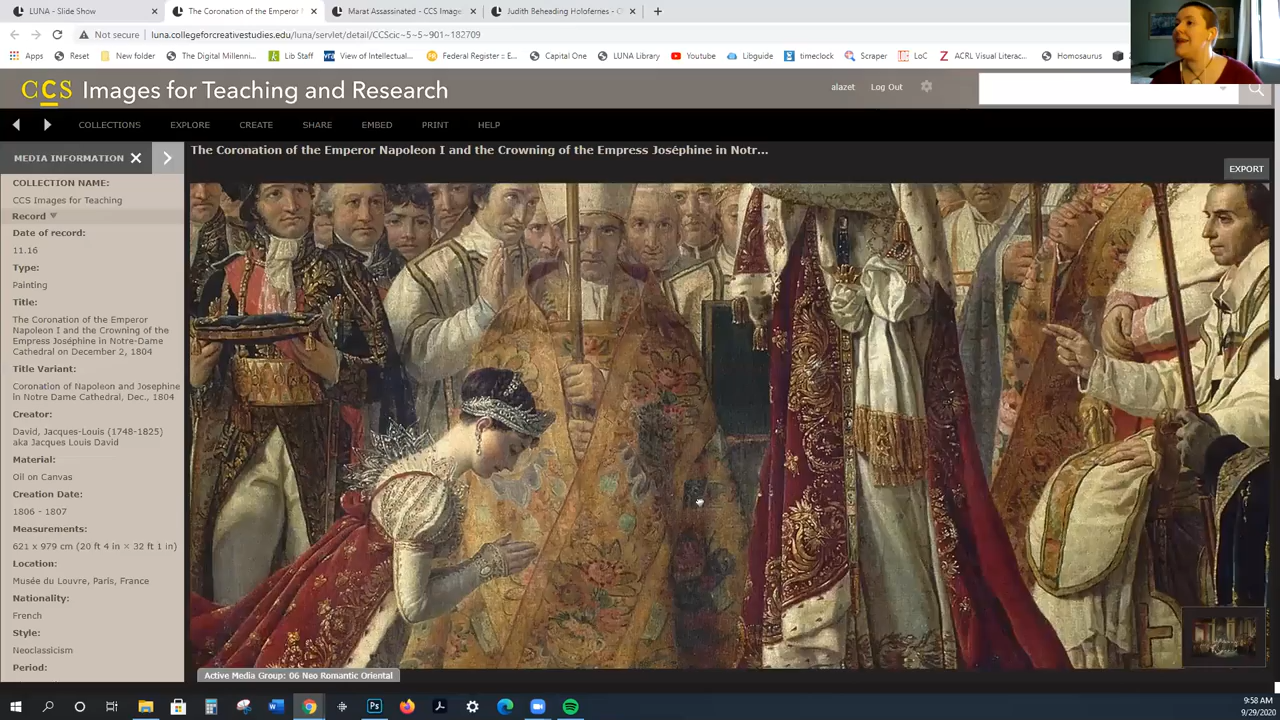 LUNA - Slide Show
The Coronation of the Emperor N
Marat Assassinated - CCS Image:
Judith Beheading Holofernes - C
Not secure
luna.collegeforcreativestudies.edu/luna/servlet/detail/CCScic~5~5~901~182709
Apps
Reset
New folder
The Digital Millenni...
Lib Staff
View of Intellectual...
Federal Register :: E...
Capital One
LUNA Library
Youtube
Libguide
timeclock
Scraper
LoC
ACRL Visual Literac...
Homosaurus
CCS Images for Teaching and Research
alazet
Log Out
COLLECTIONS
EXPLORE
CREATE
SHARE
EMBED
PRINT
HELP
MEDIA INFORMATION
The Coronation of the Emperor Napoleon I and the Crowning of the Empress Joséphine in Notr...
EXPORT
COLLECTION NAME:
CCS Images for Teaching
Record
Date of record:
11.16
Type:
Painting
Title:
The Coronation of the Emperor
Napoleon I and the Crowning of the
Empress Joséphine in Notre-Dame
Cathedral on December 2, 1804
Title Variant:
Coronation of Napoleon and Josephine
in Notre Dame Cathedral, Dec., 1804
Creator:
David, Jacques-Louis (1748-1825)
aka Jacques Louis David
Material:
Oil on Canvas
Creation Date:
1806 - 1807
Measurements:
621 x 979 cm (20 ft 4 in × 32 ft 1 in)
Location:
Musée du Louvre, Paris, France
Nationality:
French
Style:
Neoclassicism
Period:
Active Media Group: 06 Neo Romantic Oriental
9:58 AM
9/29/2020